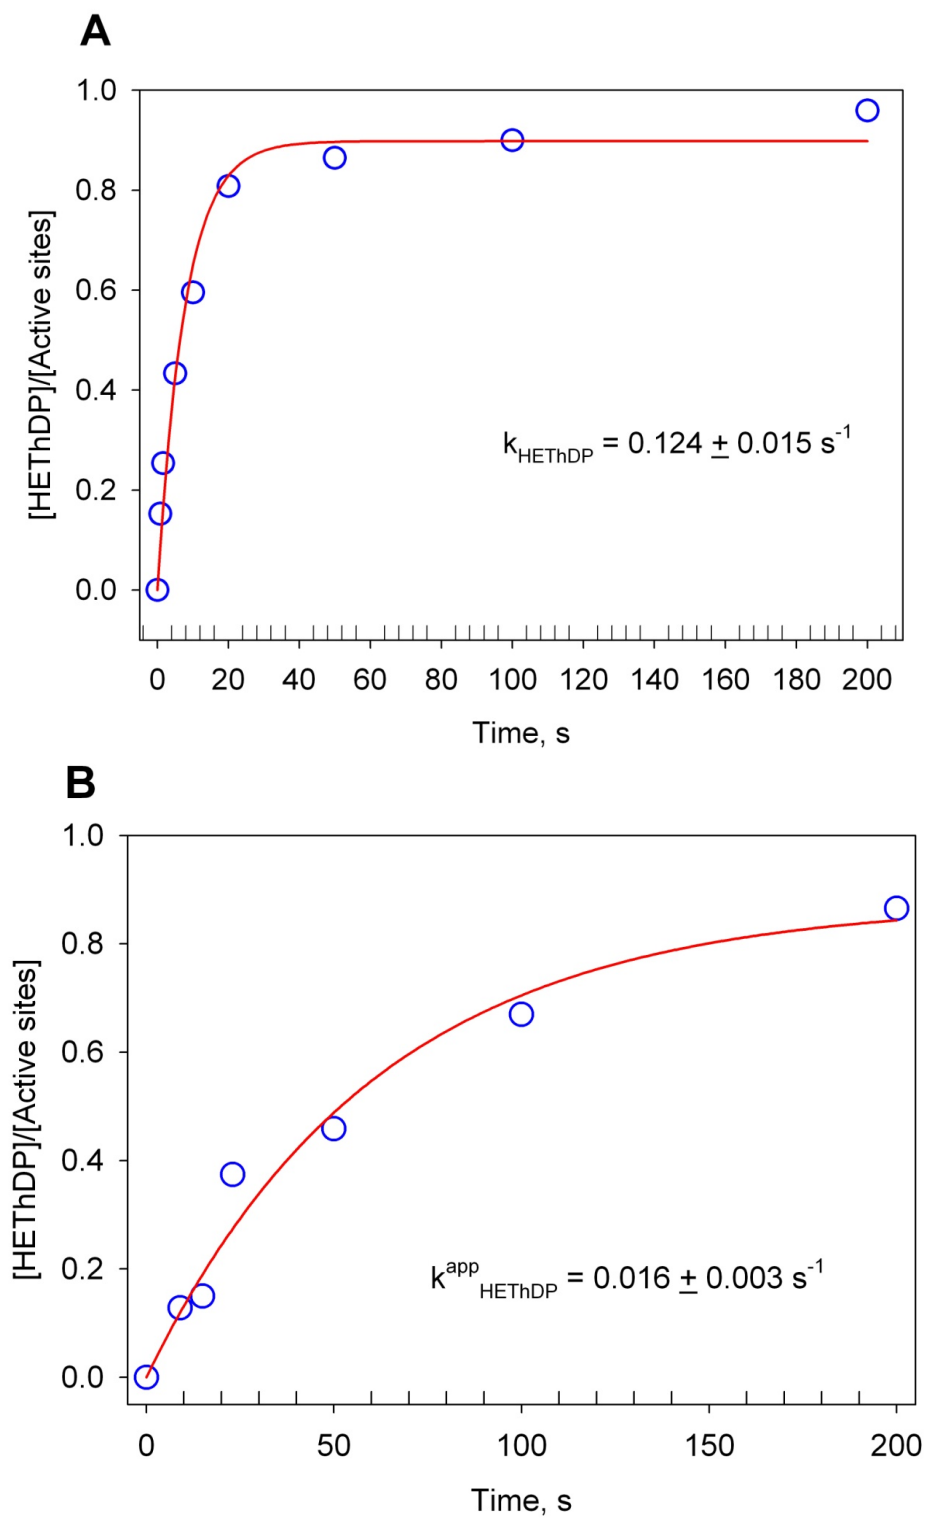 A
1.0
0.8
0.6
0.4
0.2
0.0
[HEThDP]/[Active sites]
kHEThDP = 0.124 ± 0.015 s-1
0 20 40 60 80 100 120 140 160 180 200
Time, s
B
1.0
0.8
0.6
0.4
0.2
0.0
[HEThDP]/[Active sites]
kappHEThDP = 0.016 ± 0.003 s-1
0 50 100 150 200
Time, s